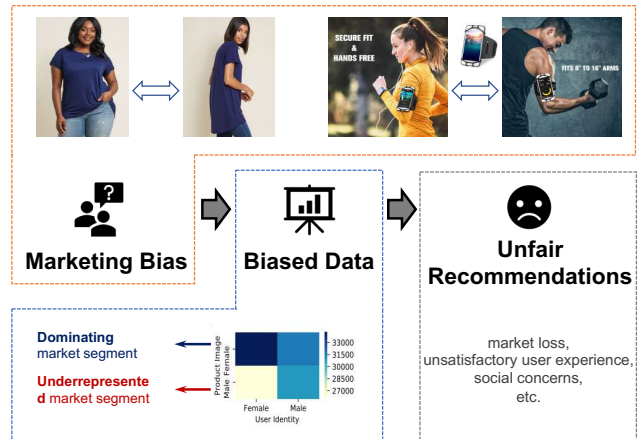 SECURE FIT
&
HANDS FREE
FITS 8" TO 16" ARMS
?
Marketing Bias
Biased Data
Unfair
Recommendations
Dominating
market segment
Underrepresente
d market segment
Product Image
Male Female
33000
31500
30000
28500
27000
Female
Male
User Identity
market loss,
unsatisfactory user experience,
social concerns,
etc.